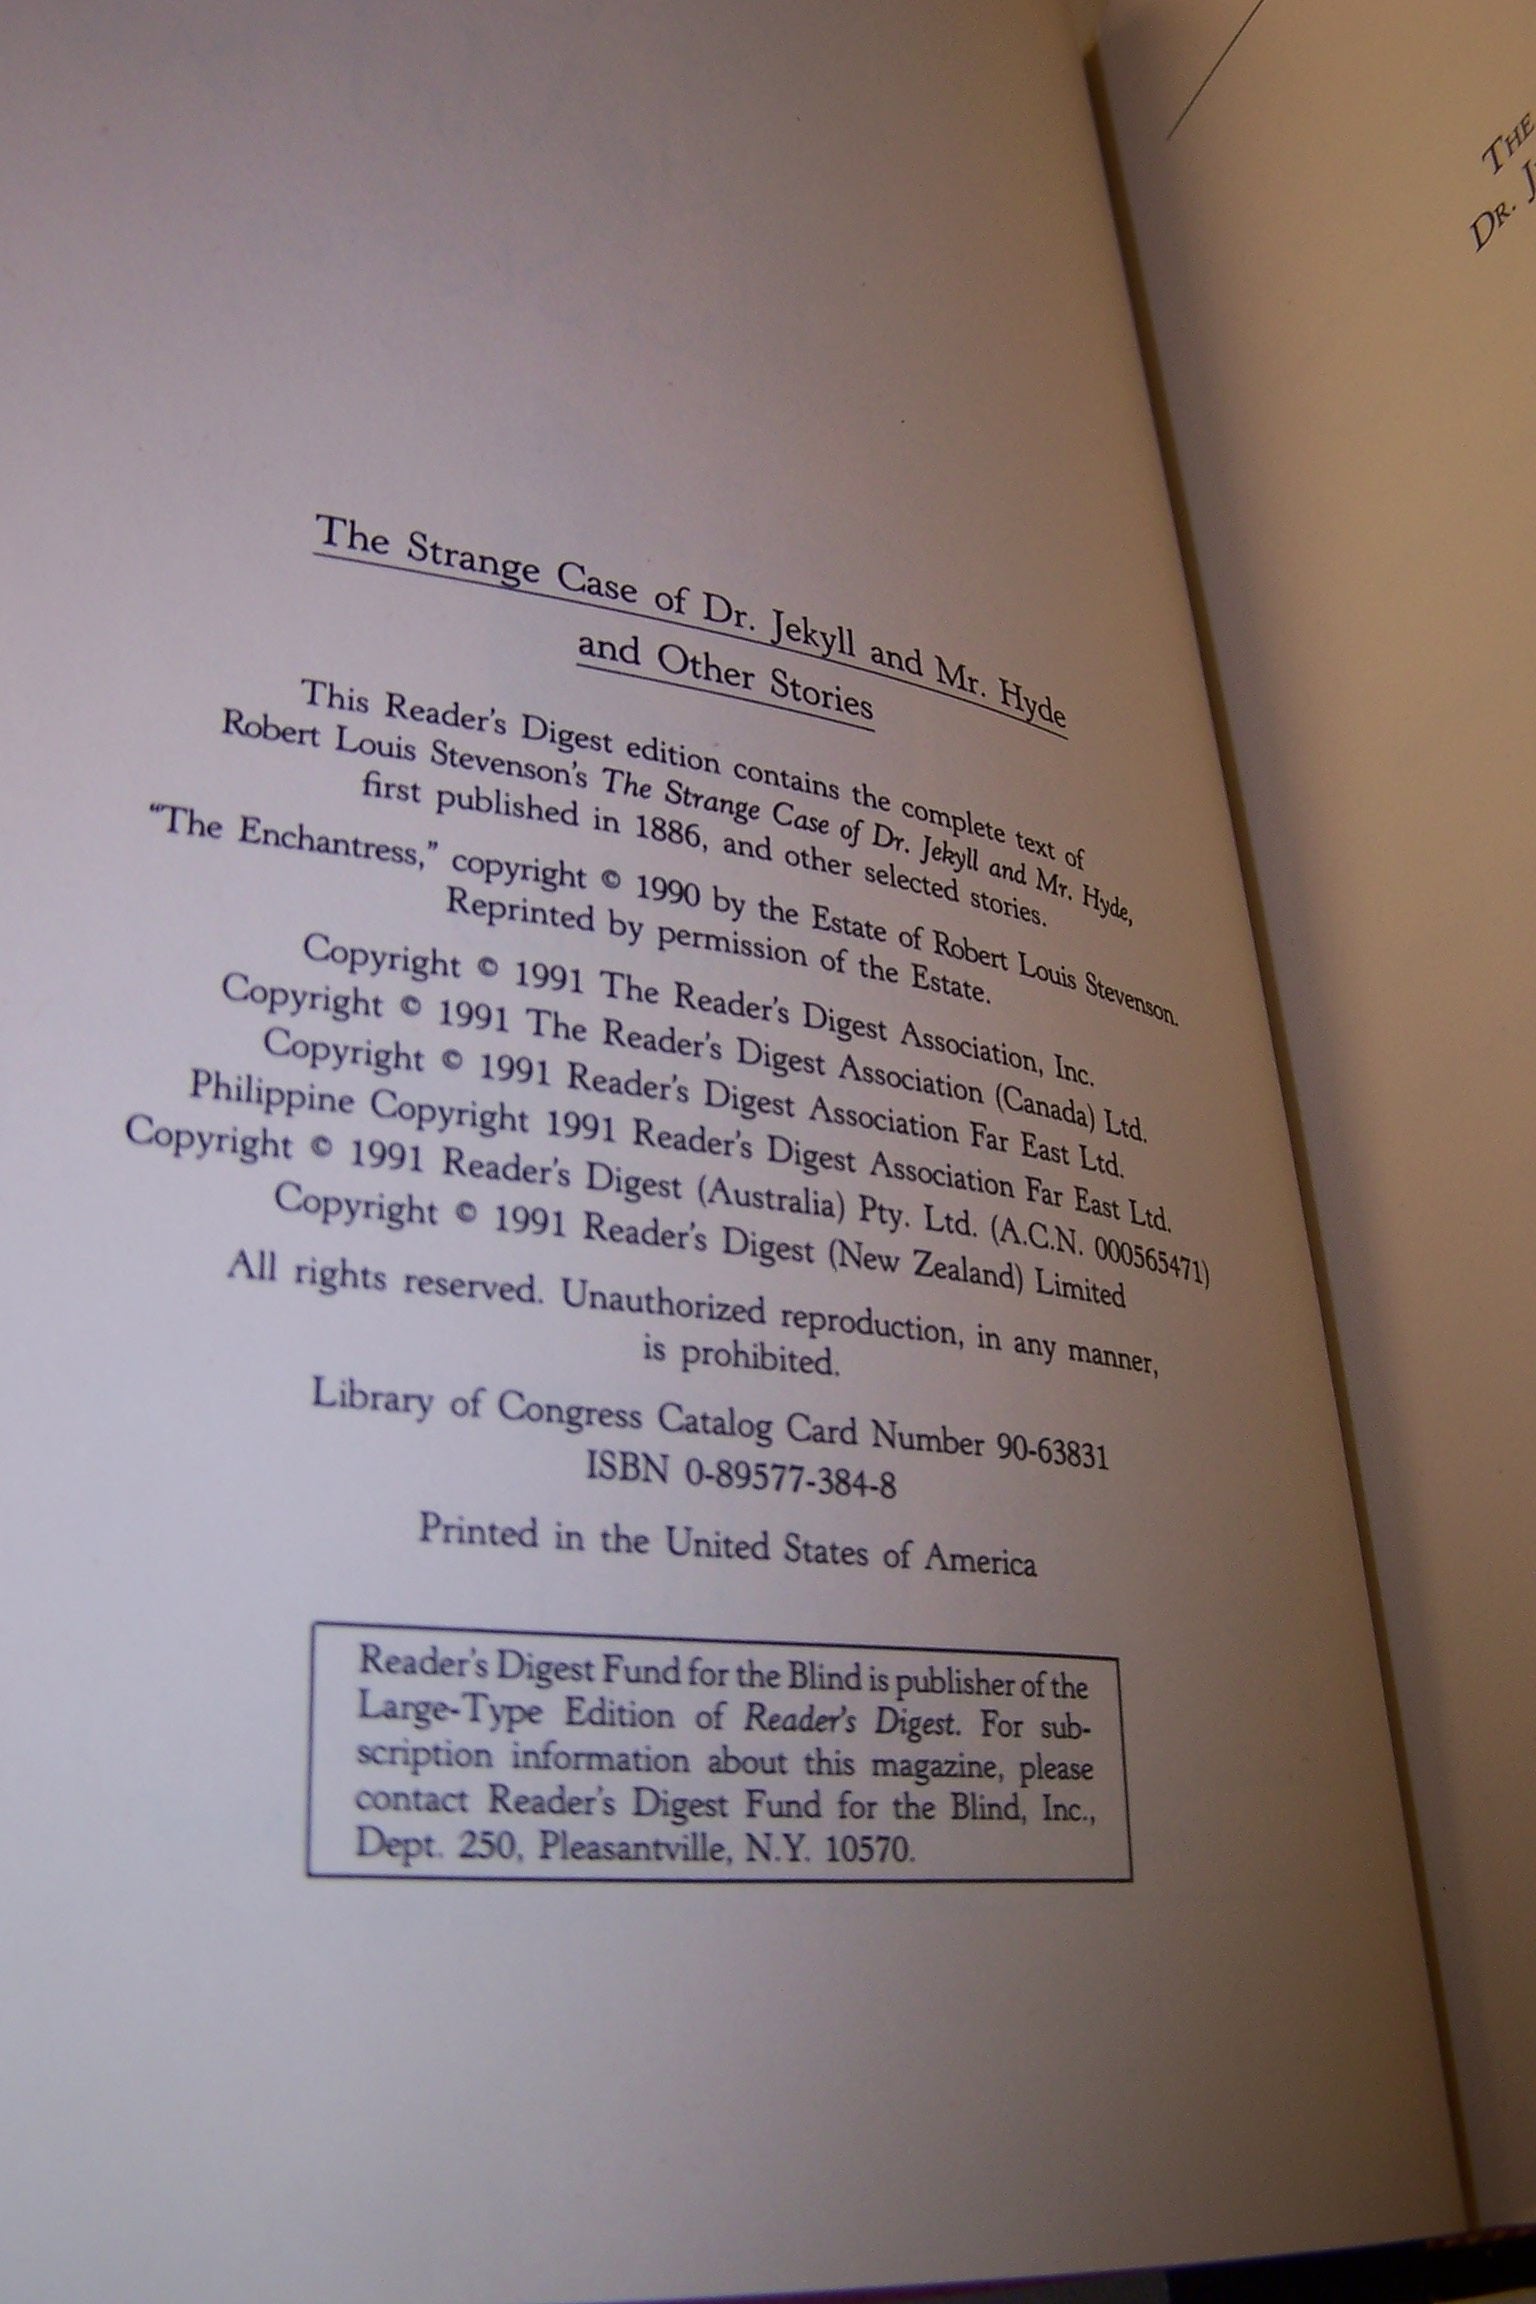 The Strange Case of Dr. Jekyll and Mr. Hyde
and Other Stories
This Reader's Digest edition contains the complete text of
Robert Louis Stevenson's The Strange Case of Dr. Jekyll and Mr. Hyde,
first published in 1886, and other selected stories.
“The Enchantress,” copyright © 1990 by the Estate of Robert Louis Stevenson.
Reprinted by permission of the Estate.
Copyright © 1991 The Reader's Digest Association, Inc.
Copyright © 1991 The Reader's Digest Association (Canada) Ltd.
Copyright © 1991 Reader's Digest Association Far East Ltd.
Philippine Copyright 1991 Reader's Digest Association Far East Ltd.
Copyright © 1991 Reader's Digest (Australia) Pty. Ltd. (A.C.N. 000565471)
Copyright © 1991 Reader's Digest (New Zealand) Limited
All rights reserved. Unauthorized reproduction, in any manner,
is prohibited.
Library of Congress Catalog Card Number 90-63831
ISBN 0-89577-384-8
Printed in the United States of America
Reader's Digest Fund for the Blind is publisher of the
Large-Type Edition of Reader's Digest. For sub-
scription information about this magazine, please
contact Reader's Digest Fund for the Blind, Inc.,
Dept. 250, Pleasantville, N.Y. 10570.
THE
DR.